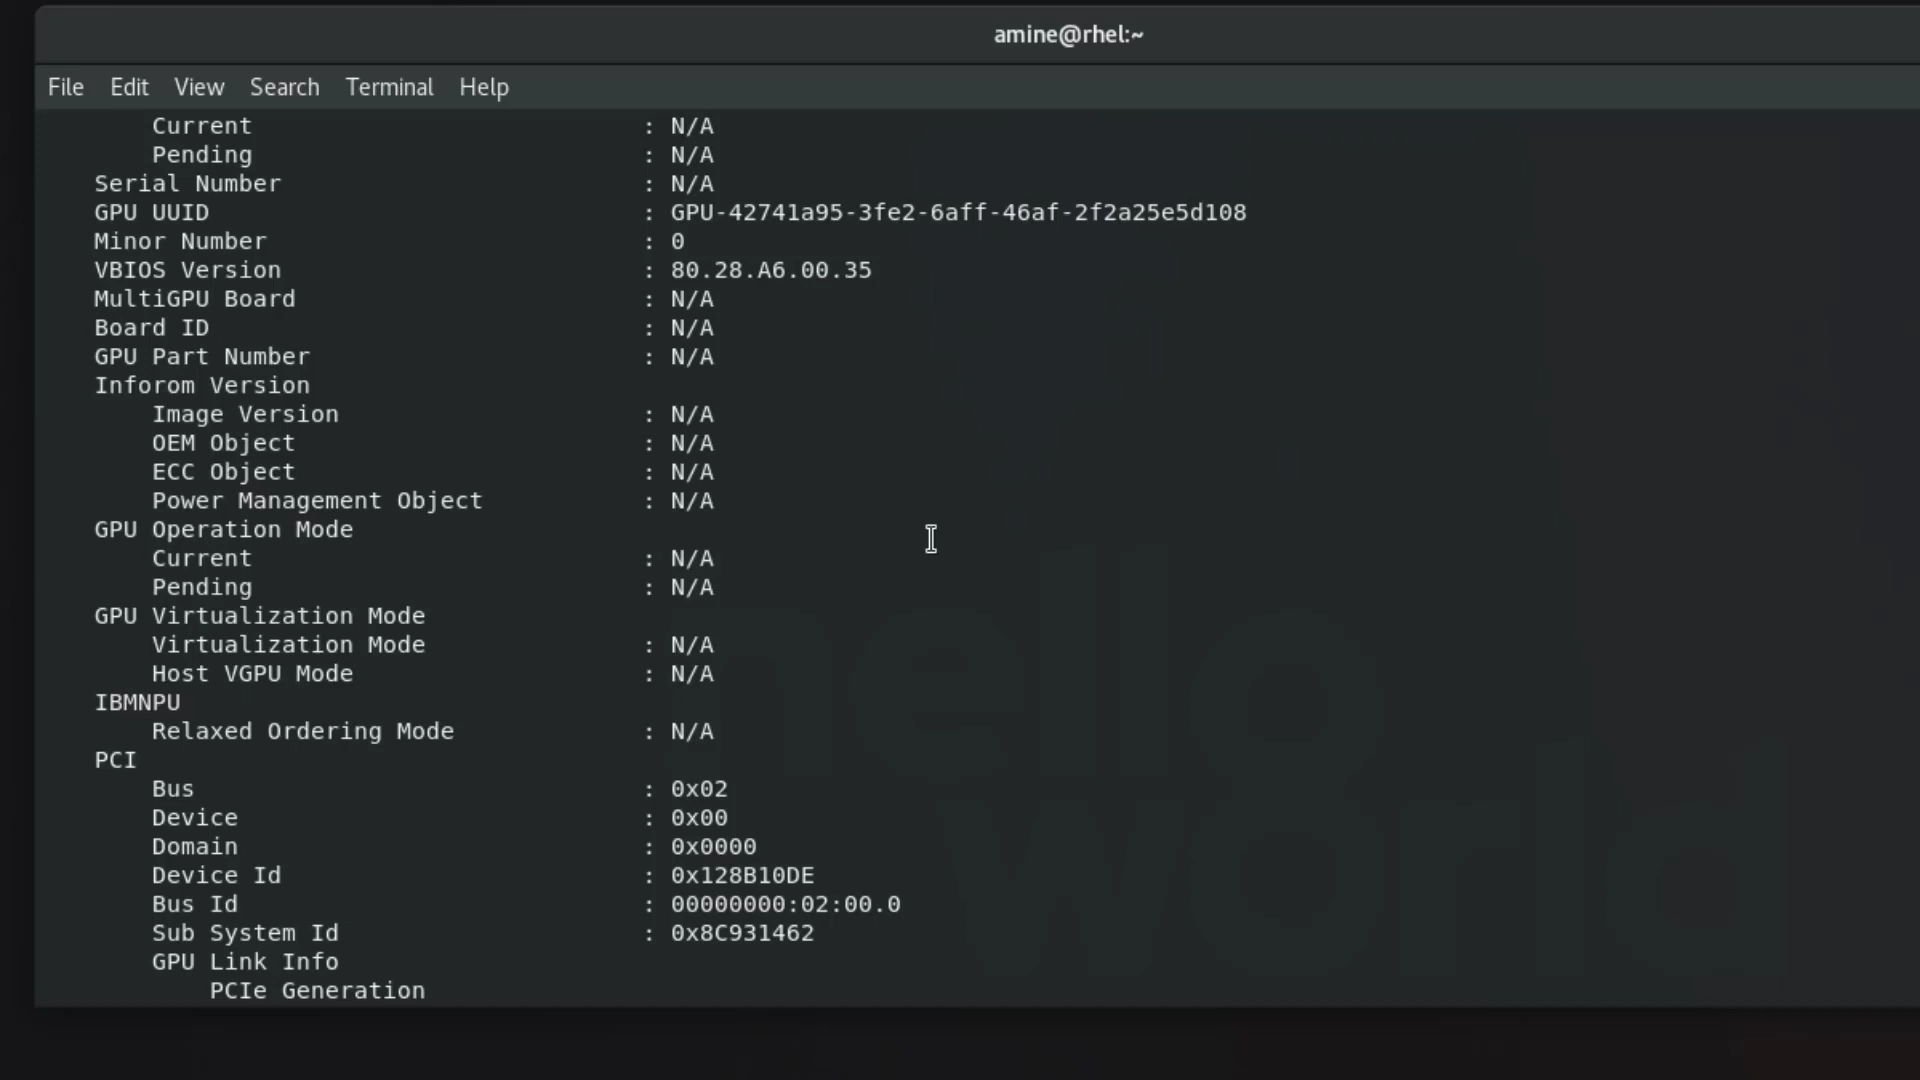 amine@rhel:~
File Edit View Search Terminal Help
Current : N/A
Pending : N/A
Serial Number : N/A
GPU UUID : GPU-42741a95-3fe2-6aff-46af-2f2a25e5d108
Minor Number : 0
VBIOS Version : 80.28.A6.00.35
MultiGPU Board : N/A
Board ID : N/A
GPU Part Number : N/A
Inforom Version
Image Version : N/A
OEM Object : N/A
ECC Object : N/A
Power Management Object : N/A
GPU Operation Mode
Current : N/A
Pending : N/A
GPU Virtualization Mode
Virtualization Mode : N/A
Host VGPU Mode : N/A
IBMNPU
Relaxed Ordering Mode : N/A
PCI
Bus : 0x02
Device : 0x00
Domain : 0x0000
Device Id : 0x128B10DE
Bus Id : 00000000:02:00.0
Sub System Id : 0x8C931462
GPU Link Info
PCIe Generation
hello
world